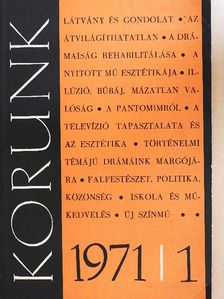 KORUNK
LÁTVÁNY ÉS GONDOLAT • AZ
ÁTVILÁGÍTHATATLAN • A DRÁ-
MAISÁG REHABILITÁLÁSA • A
NYITOTT MŰ ESZTÉTIKÁJA • IL-
LÚZIÓ, BŰBÁJ, MÁZATLAN VA-
LÓSÁG • A PANTOMIMRÓL • A
TELEVÍZIÓ TAPASZTALATA ÉS
AZ ESZTÉTIKA • TÖRTÉNELMI
TÉMÁJÚ DRÁMÁINK MARGÓJÁ-
RA • FALFESTÉSZET, POLITIKA,
KÖZÖNSÉG • ISKOLA ÉS MŰ-
KEDVELÉS • ÚJ SZÍNMŰ • •
1971 | 1